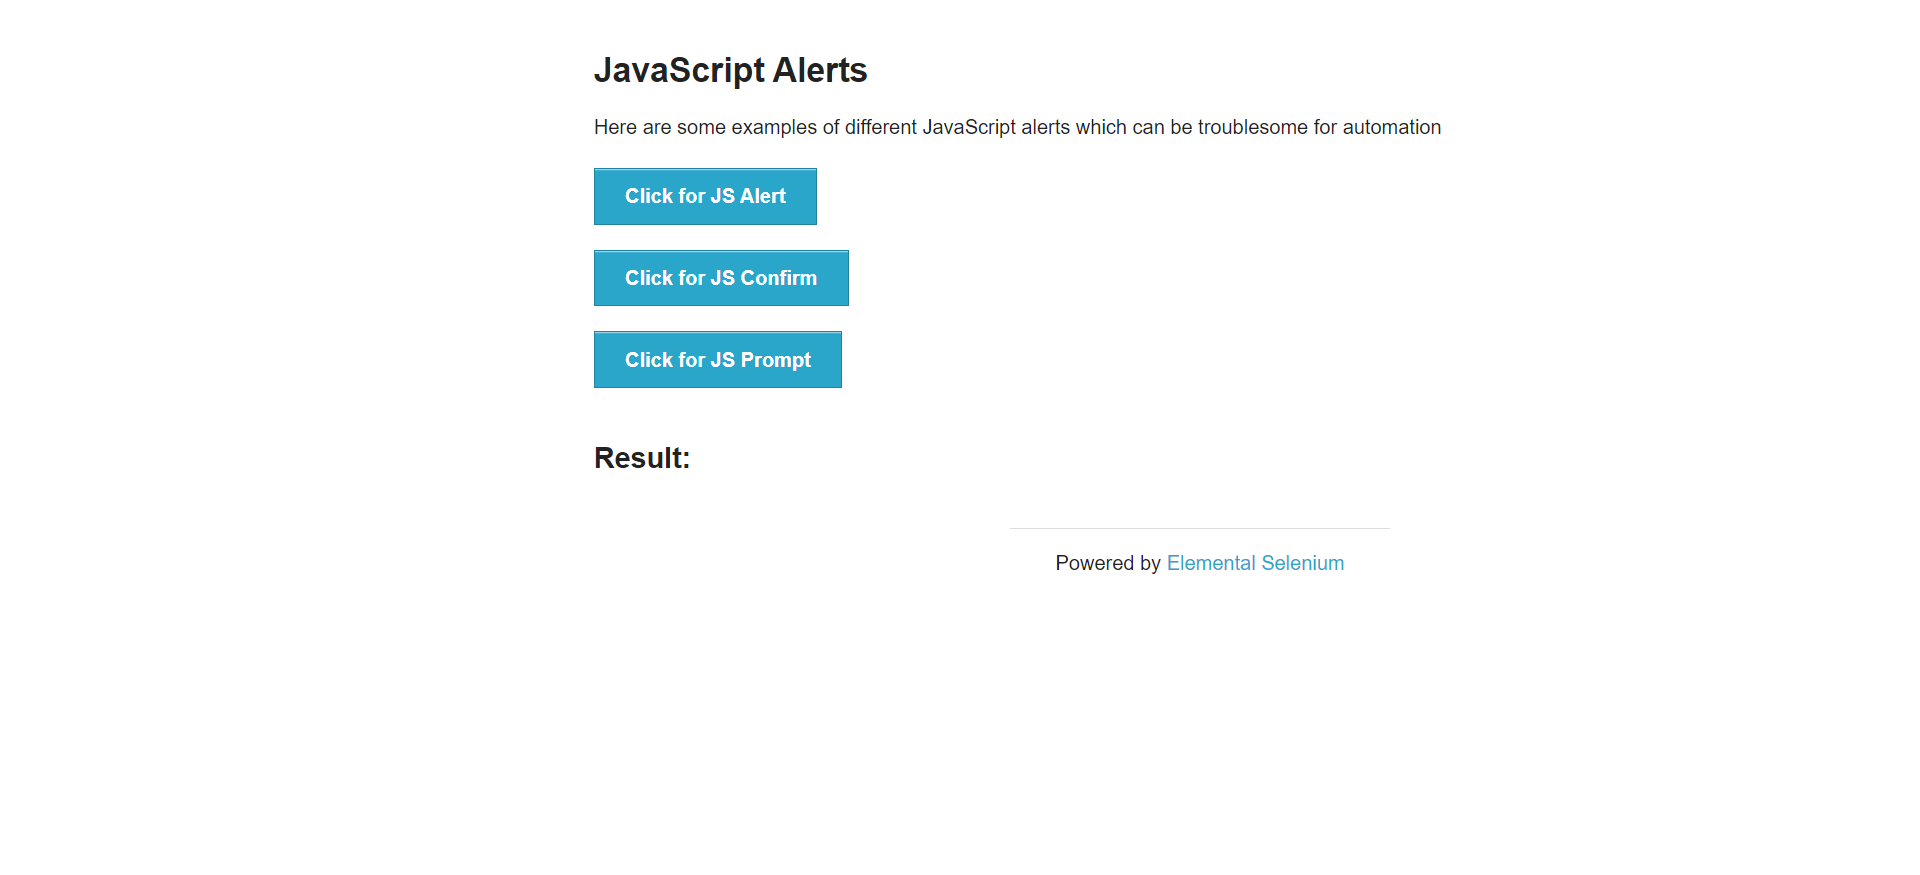 JavaScript Alerts
Here are some examples of different JavaScript alerts which can be troublesome for automation
Click for JS Alert
Click for JS Confirm
Click for JS Prompt
Result:
Powered by Elemental Selenium